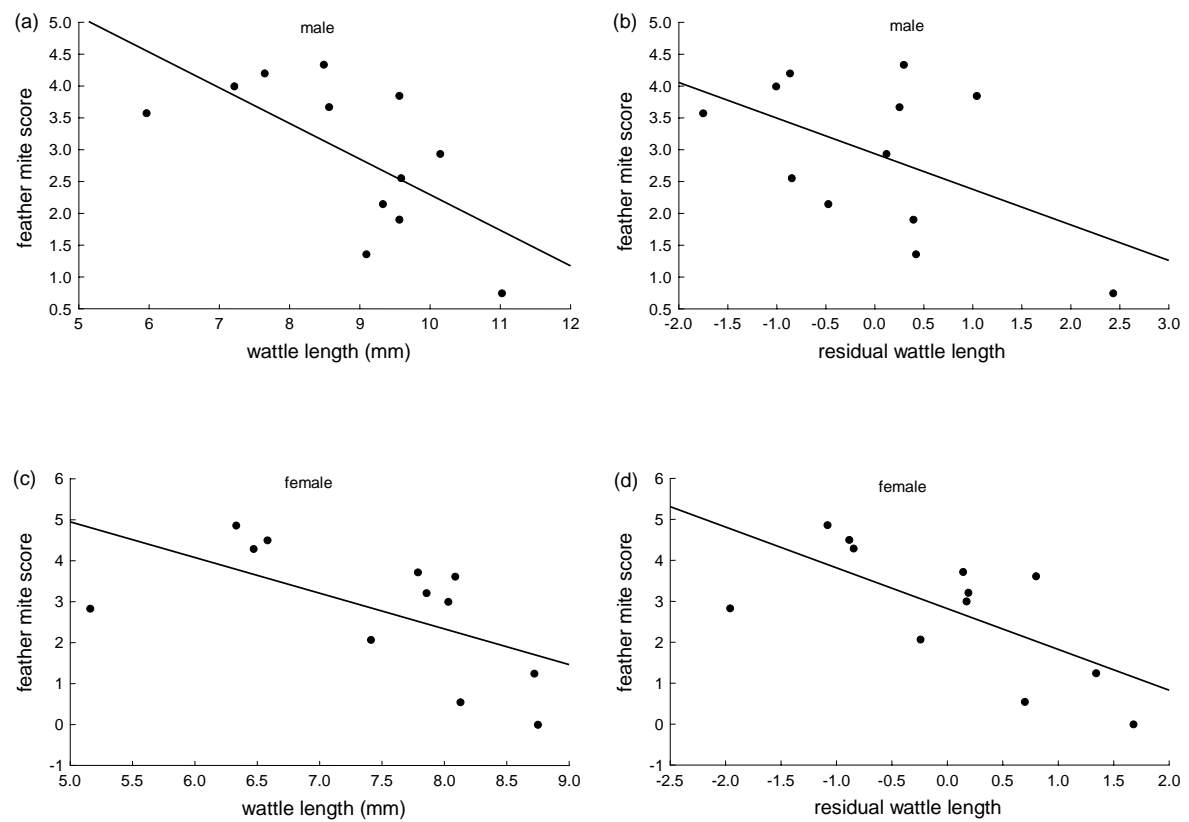 (a)
male
feather mite score
5.0
4.5
4.0
3.5
3.0
2.5
2.0
1.5
1.0
0.5
5 6 7 8 9 10 11 12
wattle length (mm)
(b)
male
feather mite score
5.0
4.5
4.0
3.5
3.0
2.5
2.0
1.5
1.0
0.5
-2.0 -1.5 -1.0 -0.5 0.0 0.5 1.0 1.5 2.0 2.5 3.0
residual wattle length
(c)
female
feather mite score
6
5
4
3
2
1
0
-1
5.0 5.5 6.0 6.5 7.0 7.5 8.0 8.5 9.0
wattle length (mm)
(d)
female
feather mite score
6
5
4
3
2
1
0
-1
-2.5 -2.0 -1.5 -1.0 -0.5 0.0 0.5 1.0 1.5 2.0
residual wattle length